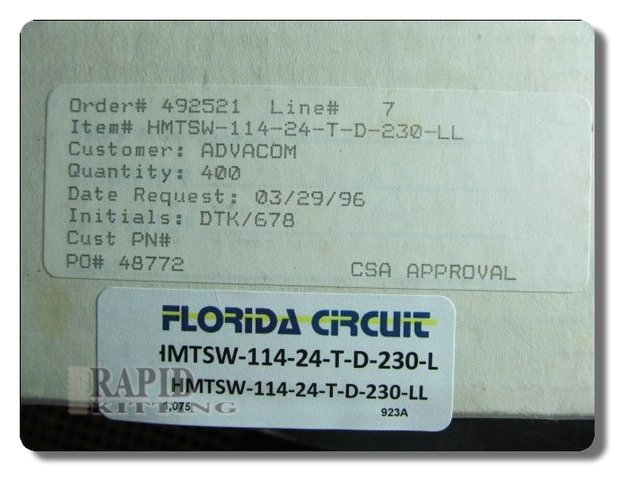 Order# 492521 Line# 7
Item# HMTSW-114-24-T-D-230-LL
Customer: ADVACOM
Quantity: 400
Date Request: 03/29/96
Initials: DTK/678
Cust PN#
PO# 48772 CSA APPROVAL
FLORIDA CIRCUIT
HMTSW-114-24-T-D-230-L
HMTSW-114-24-T-D-230-LL
1,075 923A
RAPID
KITTING